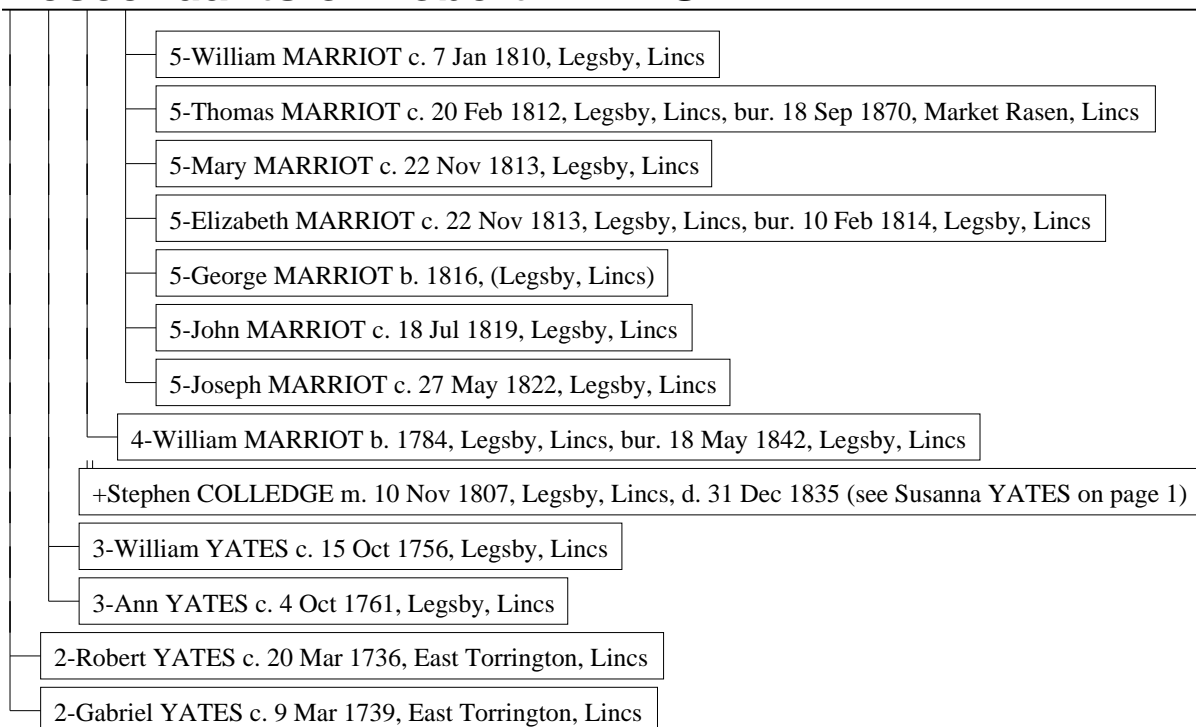 5-William MARRIOT c. 7 Jan 1810, Legsby, Lincs
5-Thomas MARRIOT c. 20 Feb 1812, Legsby, Lincs, bur. 18 Sep 1870, Market Rasen, Lincs
5-Mary MARRIOT c. 22 Nov 1813, Legsby, Lincs
5-Elizabeth MARRIOT c. 22 Nov 1813, Legsby, Lincs, bur. 10 Feb 1814, Legsby, Lincs
5-George MARRIOT b. 1816, (Legsby, Lincs)
5-John MARRIOT c. 18 Jul 1819, Legsby, Lincs
5-Joseph MARRIOT c. 27 May 1822, Legsby, Lincs
4-William MARRIOT b. 1784, Legsby, Lincs, bur. 18 May 1842, Legsby, Lincs
+Stephen COLLEDGE m. 10 Nov 1807, Legsby, Lincs, d. 31 Dec 1835 (see Susanna YATES on page 1)
3-William YATES c. 15 Oct 1756, Legsby, Lincs
3-Ann YATES c. 4 Oct 1761, Legsby, Lincs
2-Robert YATES c. 20 Mar 1736, East Torrington, Lincs
2-Gabriel YATES c. 9 Mar 1739, East Torrington, Lincs